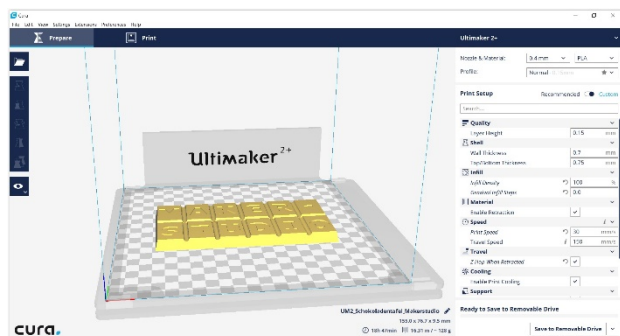 Cura
File Edit View Settings Extensions Preferences Help
Prepare
Print
Ultimaker 2+
Nozzle & Material:
0.4 mm
PLA
Profile:
Normal
Print Setup
Recommended
Custom
Search...
Quality
Layer Height
0.15
mm
Shell
Wall Thickness
0.7
mm
Top/Bottom Thickness
0.75
mm
Infill
Infill Density
100
%
Gradual Infill Steps
Material
Enable Retraction
Speed
Print Speed
mm/s
Travel Speed
mm/s
Travel
Z Hop When Retracted
Cooling
Enable Print Cooling
Support
Ultimaker 2+
UM2_Schokoladentafel_Makerstudio
cura.
Ready to Save to Removable Drive
Save to Removable Drive